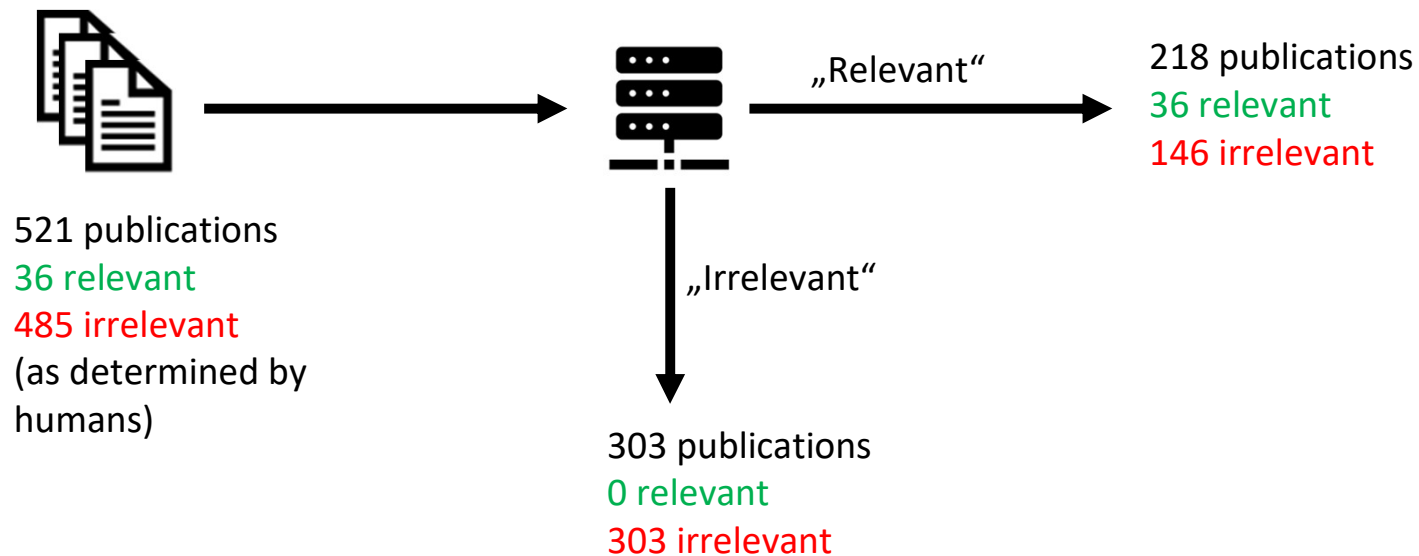 521 publications
36 relevant
485 irrelevant
(as determined by
humans)
„Relevant“
218 publications
36 relevant
146 irrelevant
„Irrelevant“
303 publications
0 relevant
303 irrelevant